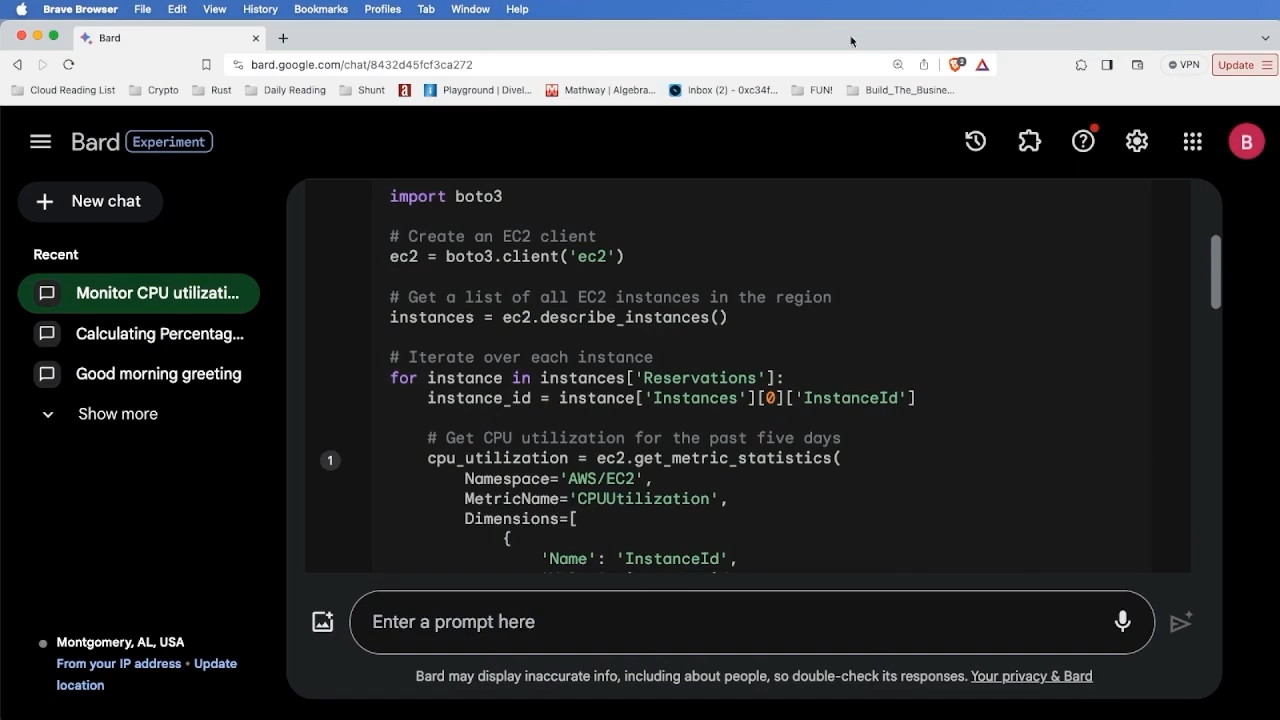 Brave Browser File Edit View History Bookmarks Profiles Tab Window Help
Bard
bard.google.com/chat/8432d45fcf3ca272
2
VPN
Update
Cloud Reading List Crypto Rust Daily Reading Shunt a Playground | Divel... Mathway | Algebra... Inbox (2) - 0xc34f... FUN! Build_The_Busine...
Bard Experiment
B
New chat
Recent
Monitor CPU utilizati...
Calculating Percentag...
Good morning greeting
Show more
Montgomery, AL, USA
From your IP address • Update
location
import boto3
# Create an EC2 client
ec2 = boto3.client('ec2')
# Get a list of all EC2 instances in the region
instances = ec2.describe_instances()
# Iterate over each instance
for instance in instances['Reservations']:
instance_id = instance['Instances'][0]['InstanceId']
# Get CPU utilization for the past five days
1
cpu_utilization = ec2.get_metric_statistics(
Namespace='AWS/EC2',
MetricName='CPUUtilization',
Dimensions=[
{
'Name': 'InstanceId',
Enter a prompt here
Bard may display inaccurate info, including about people, so double-check its responses. Your privacy & Bard